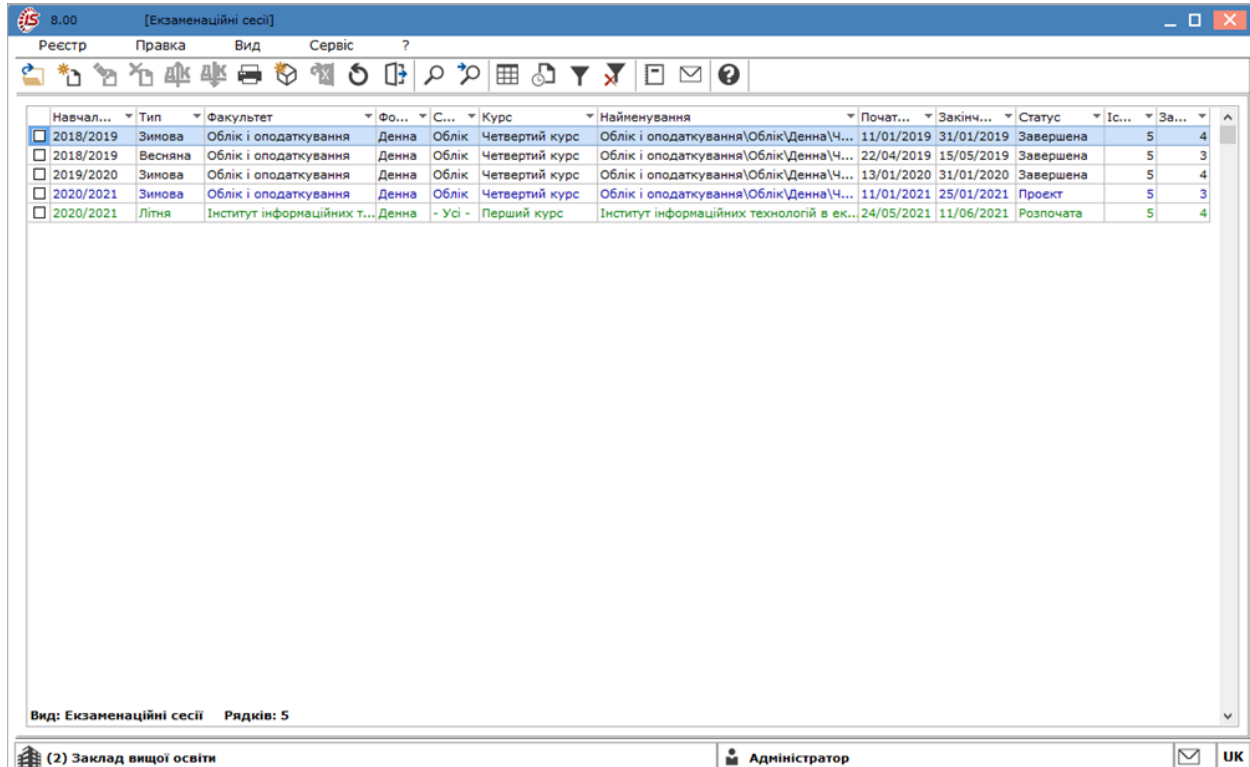 iS 8.00 [Екзаменаційні сесії]
Реєстр Правка Вид Сервіс ?
Навчал... Тип Факультет Фо... С... Курс Найменування Почат... Закінч... Статус Іс... За...
2018/2019 Зимова Облік і оподаткування Денна Облік Четвертий курс Облік і оподаткування\Облік\Денна\Ч... 11/01/2019 31/01/2019 Завершена 5 4
2018/2019 Весняна Облік і оподаткування Денна Облік Четвертий курс Облік і оподаткування\Облік\Денна\Ч... 22/04/2019 15/05/2019 Завершена 5 3
2019/2020 Зимова Облік і оподаткування Денна Облік Четвертий курс Облік і оподаткування\Облік\Денна\Ч... 13/01/2020 31/01/2020 Завершена 5 4
2020/2021 Зимова Облік і оподаткування Денна Облік Четвертий курс Облік і оподаткування\Облік\Денна\Ч... 11/01/2021 25/01/2021 Проєкт 5 3
2020/2021 Літня Інститут інформаційних т... Денна - Усі - Перший курс Інститут інформаційних технологій в ек... 24/05/2021 11/06/2021 Розпочата 5 4
Вид: Екзаменаційні сесії Рядків: 5
(2) Заклад вищої освіти Адміністратор UK